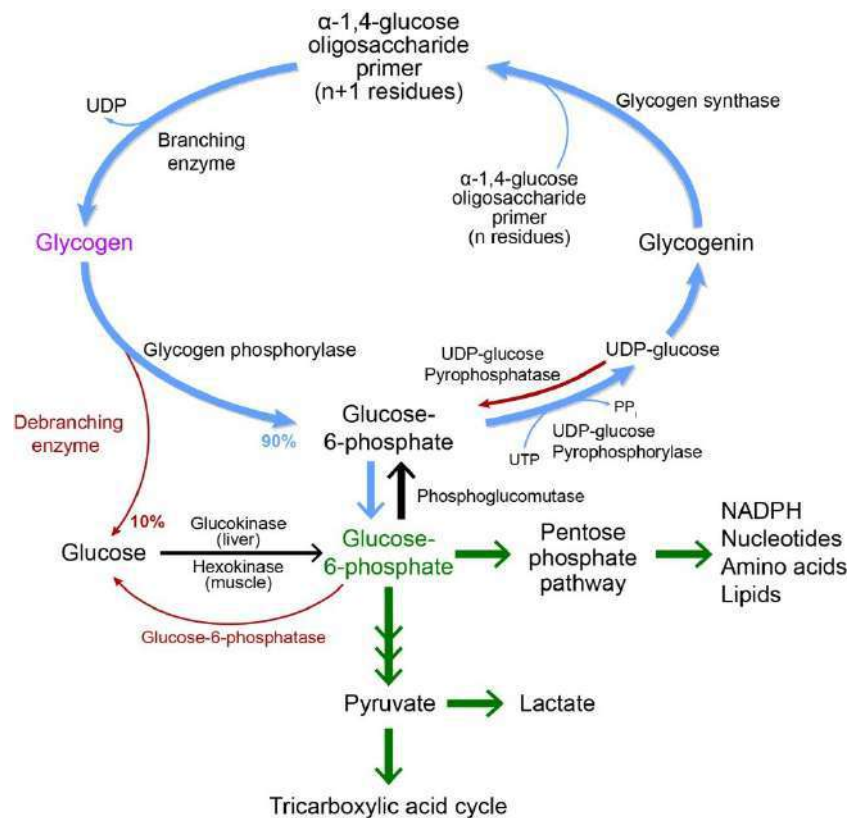 α-1,4-glucose
oligosaccharide
primer
(n+1 residues)
UDP
Glycogen synthase
Branching
enzyme
α-1,4-glucose
oligosaccharide
primer
(n residues)
Glycogen
Glycogenin
Glycogen phosphorylase
UDP-glucose
Pyrophosphatase
UDP-glucose
Debranching
enzyme
90%
Glucose-
6-phosphate
PPi
UTP
UDP-glucose
Pyrophosphorylase
Phosphoglucomutase
10%
Glucose
Glucokinase
(liver)
Hexokinase
(muscle)
Glucose-
6-phosphate
Pentose
phosphate
pathway
NADPH
Nucleotides
Amino acids
Lipids
Glucose-6-phosphatase
Pyruvate
Lactate
Tricarboxylic acid cycle